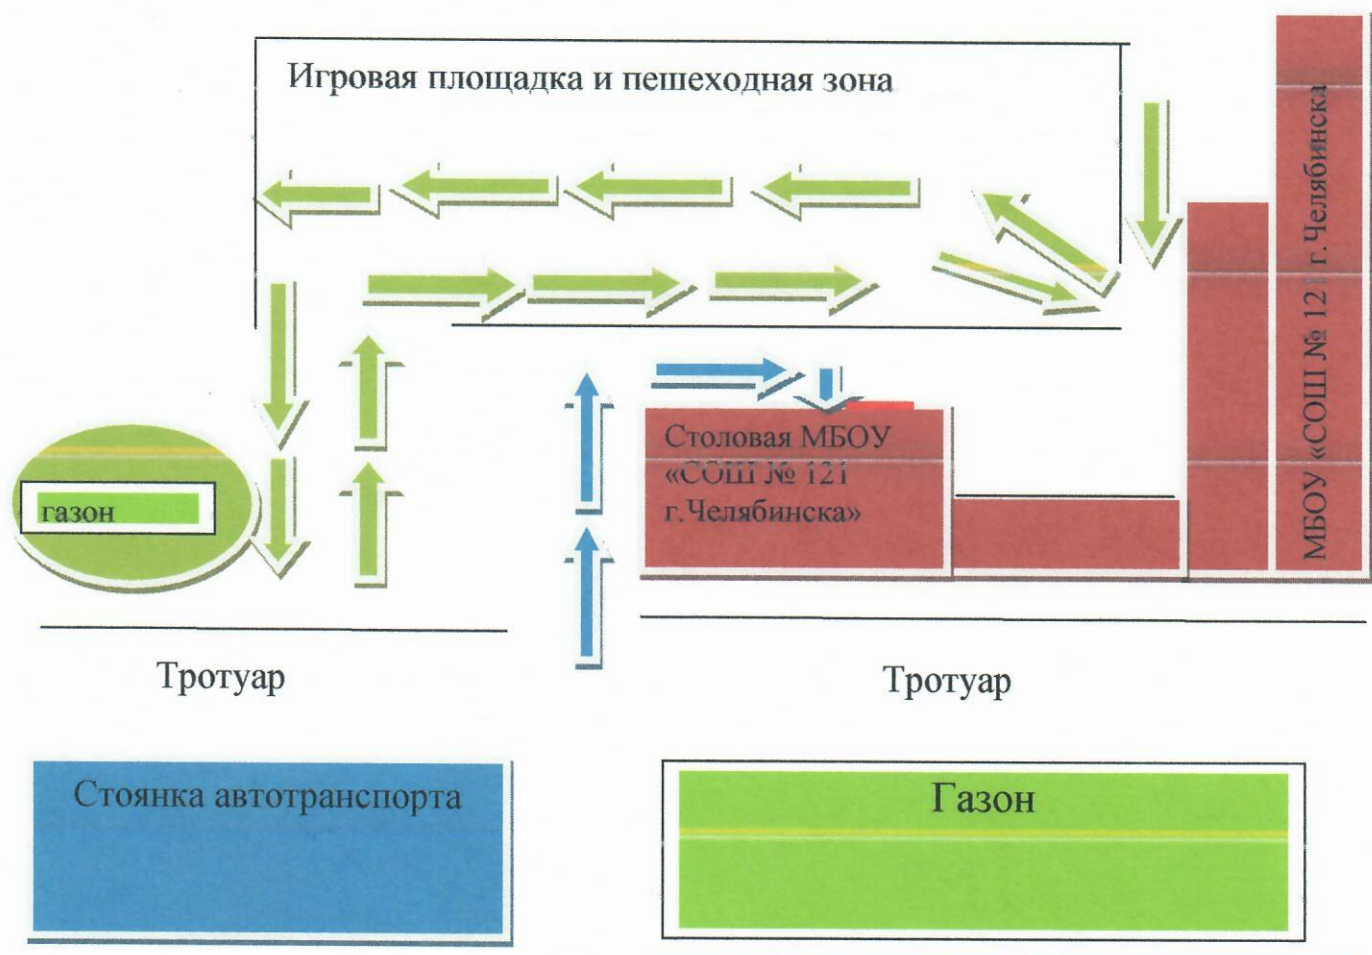 Игровая площадка и пешеходная зона
МБОУ «СОШ № 121 г.Челябинска
Столовая МБОУ
«СОШ № 121
г.Челябинска»
газон
Тротуар
Тротуар
Стоянка автотранспорта
Газон